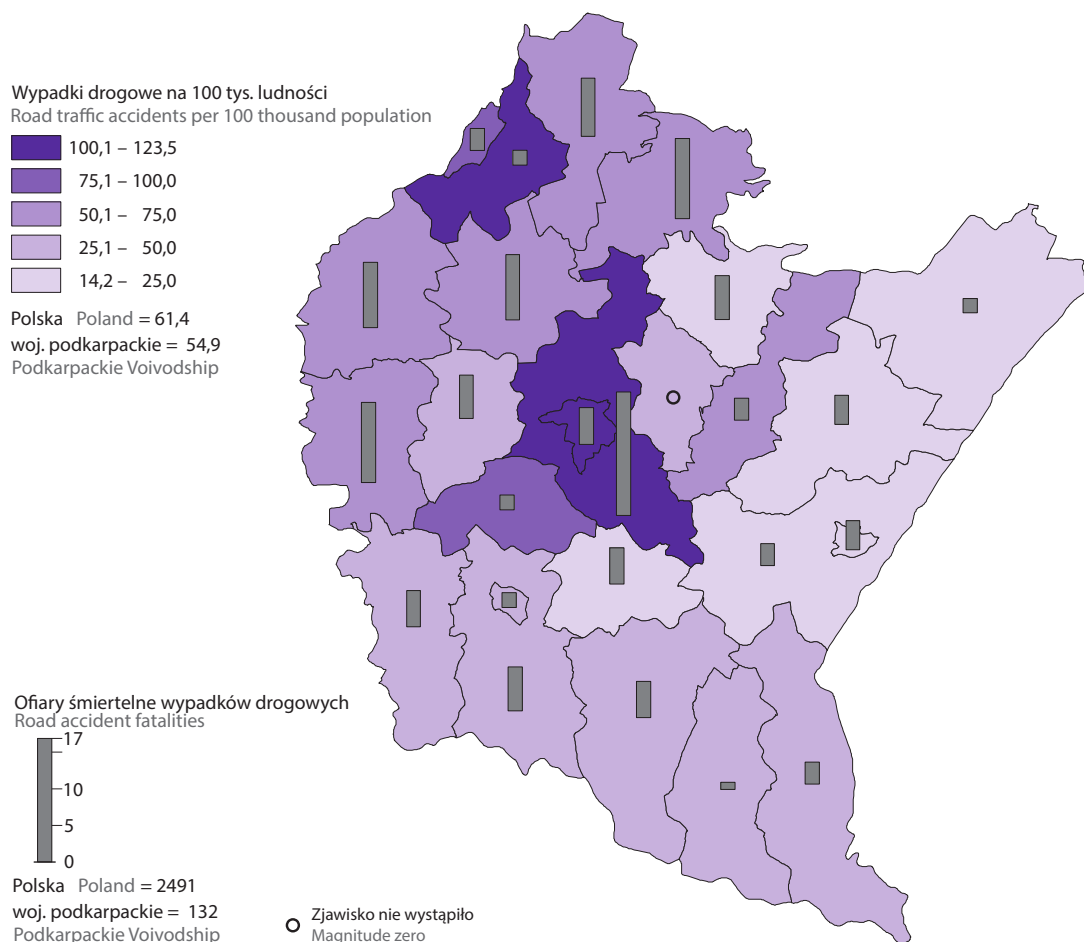 Wypadki drogowe na 100 tys. ludności
Road traffic accidents per 100 thousand population
100,1 – 123,5
75,1 – 100,0
50,1 – 75,0
25,1 – 50,0
14,2 – 25,0
Polska Poland = 61,4
woj. podkarpackie = 54,9
Podkarpackie Voivodship
Ofiary śmiertelne wypadków drogowych
Road accident fatalities
17
10
5
0
Polska Poland = 2491
woj. podkarpackie = 132
Podkarpackie Voivodship
Zjawisko nie wystąpiło
Magnitude zero